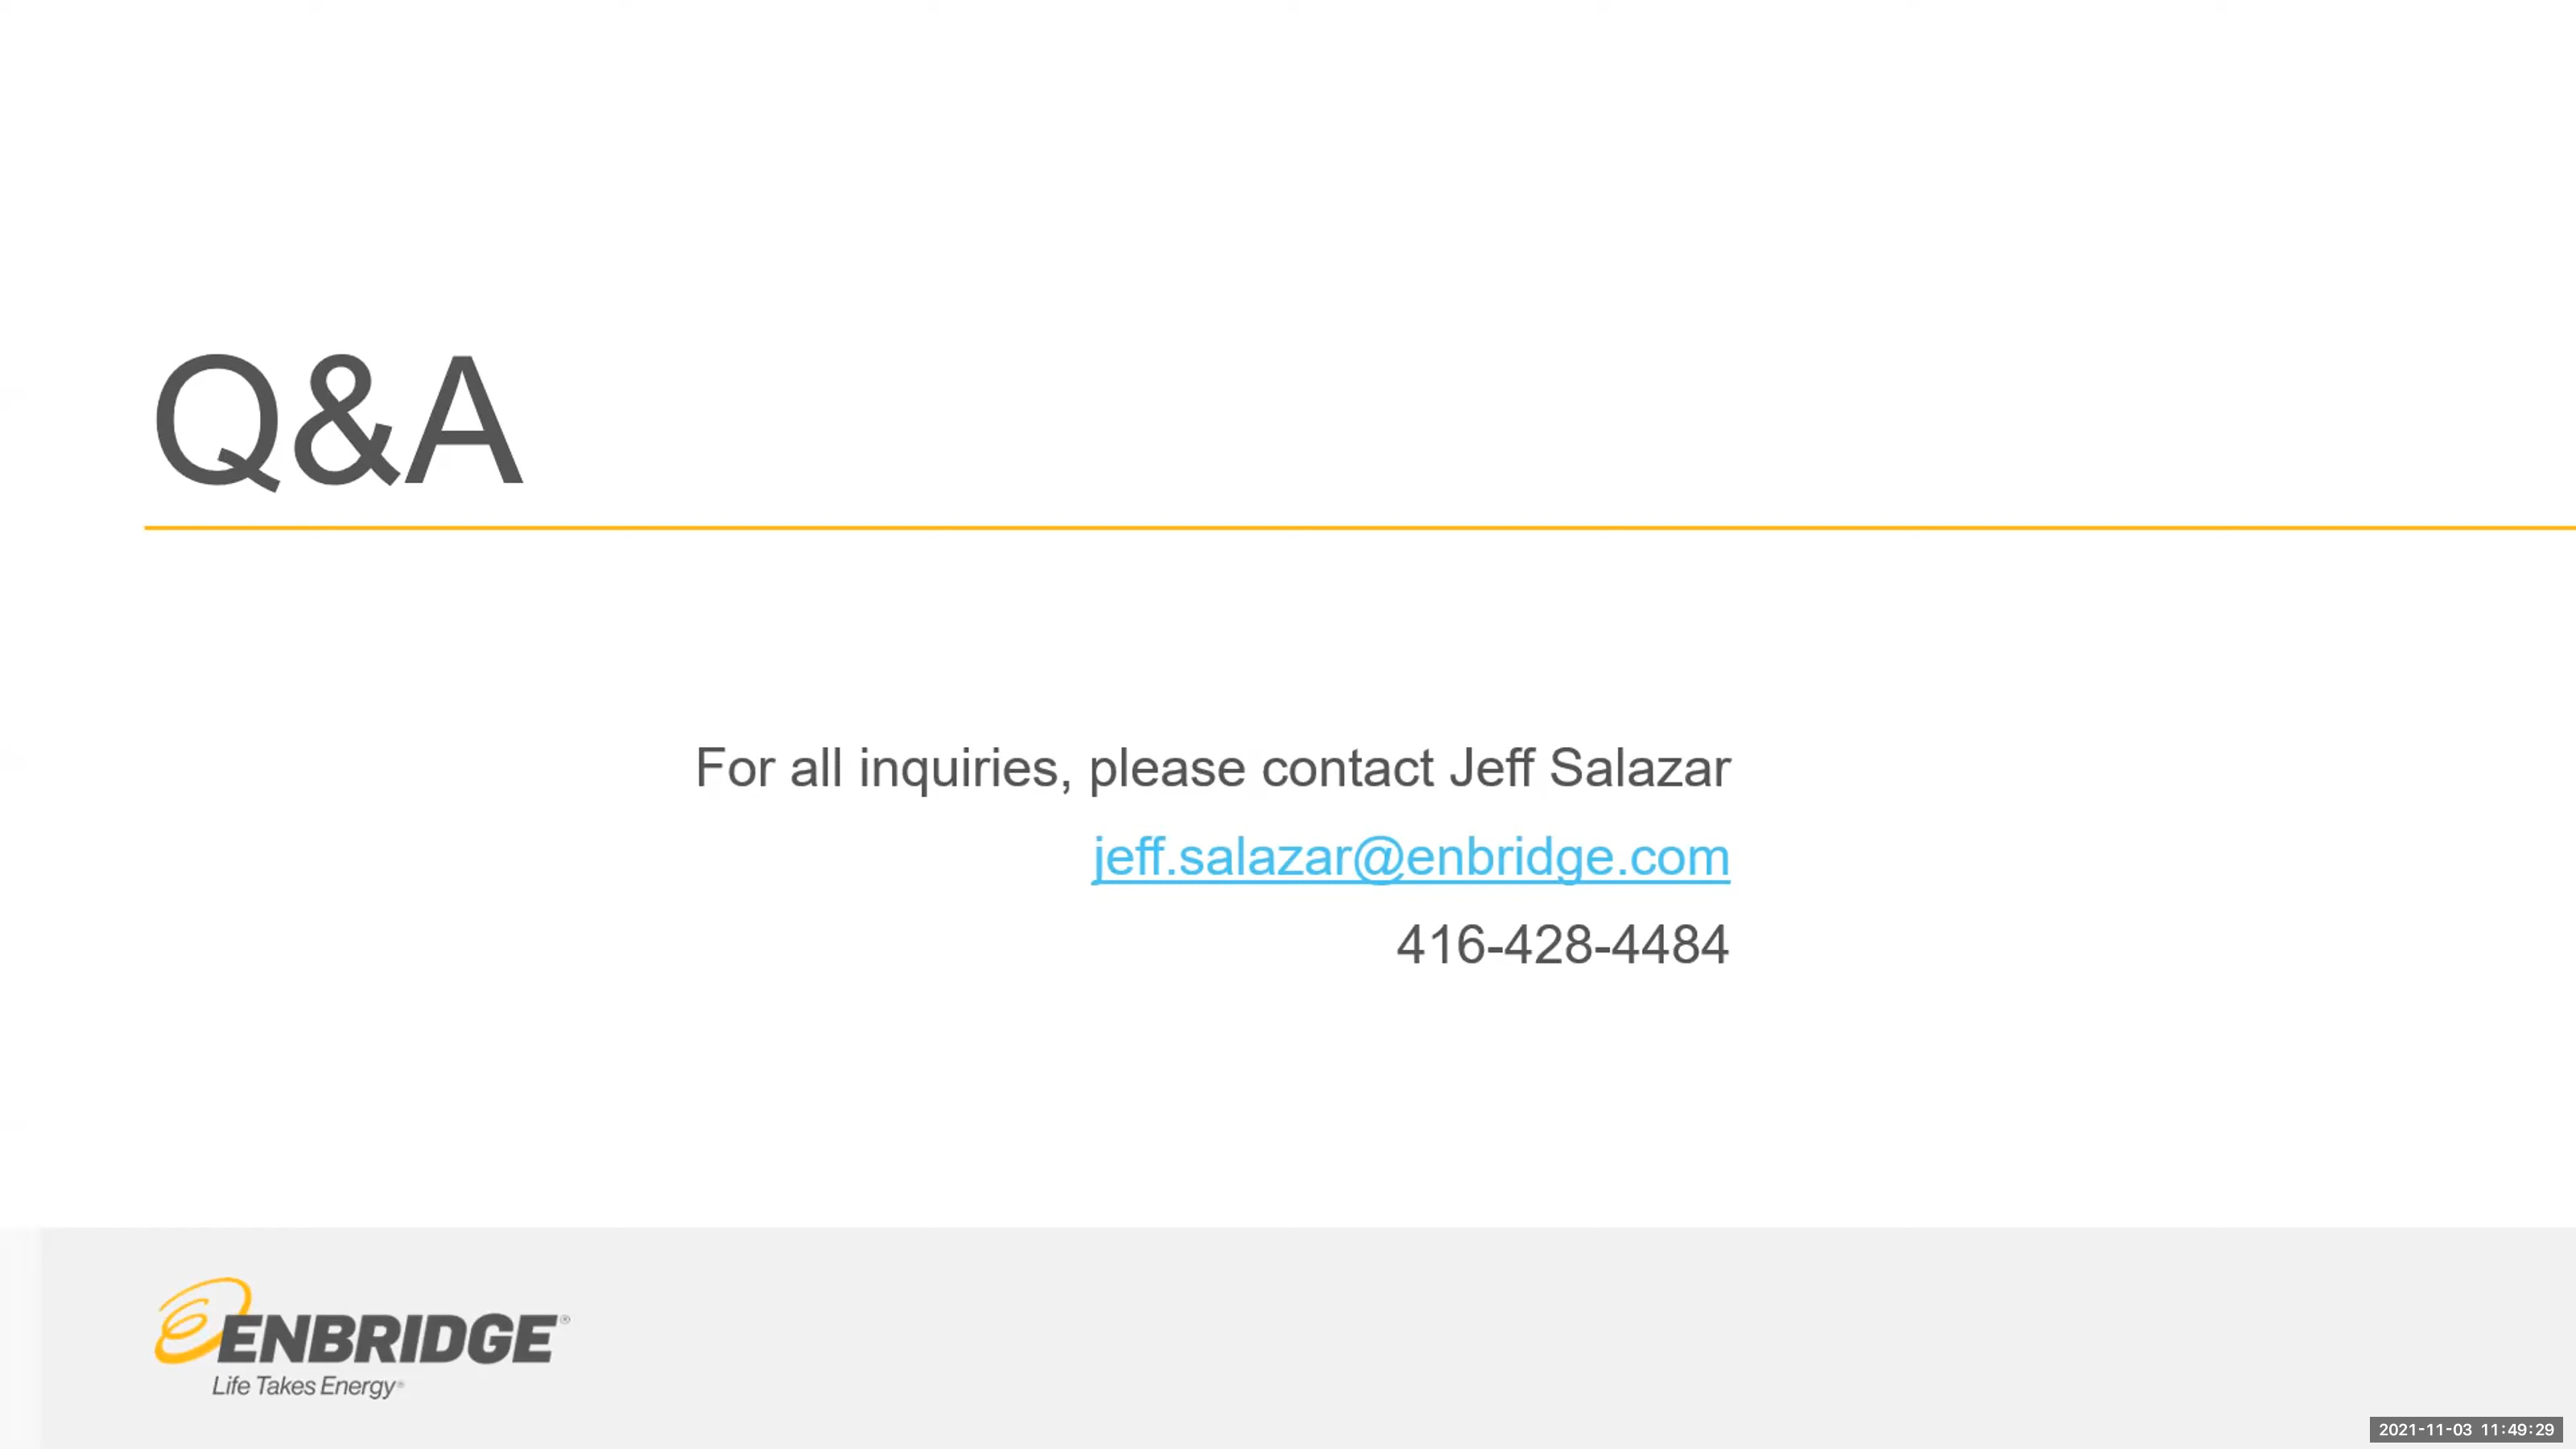 Q&A
For all inquiries, please contact Jeff Salazar
jeff.salazar@enbridge.com
416-428-4484
ENBRIDGE®
Life Takes Energy®
2021-11-03 11:49:29